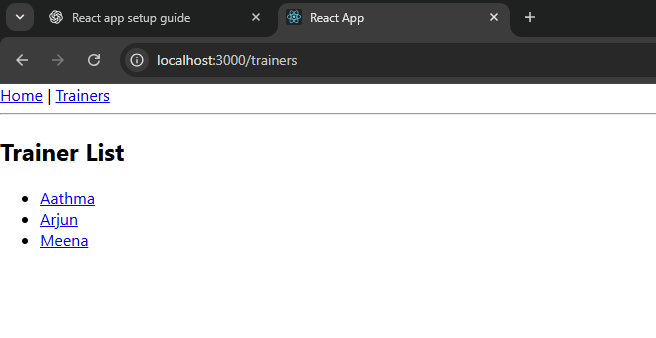 React app setup guide
React App
localhost:3000/trainers
Home | Trainers
Trainer List
Aathma
Arjun
Meena